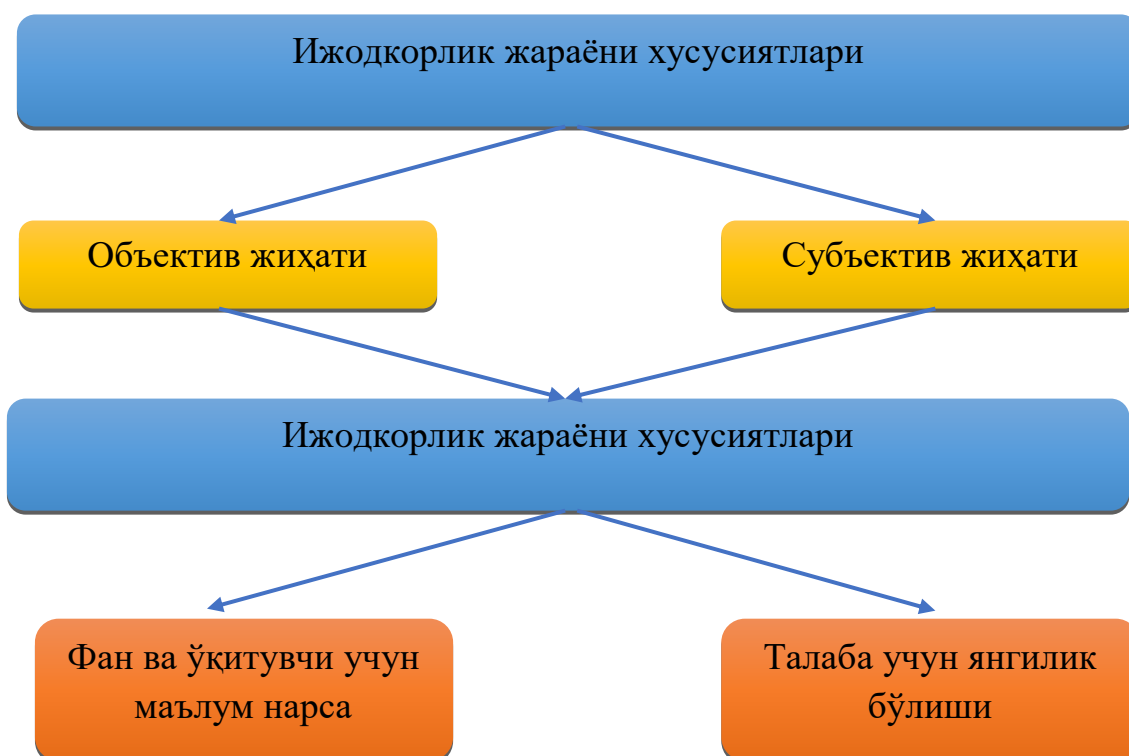 Ижодкорлик жараёни хусусиятлари
Объектив жиҳати
Субъектив жиҳати
Ижодкорлик жараёни хусусиятлари
Фан ва ўқитувчи учун
маълум нарса
Талаба учун янгилик
бўлиши